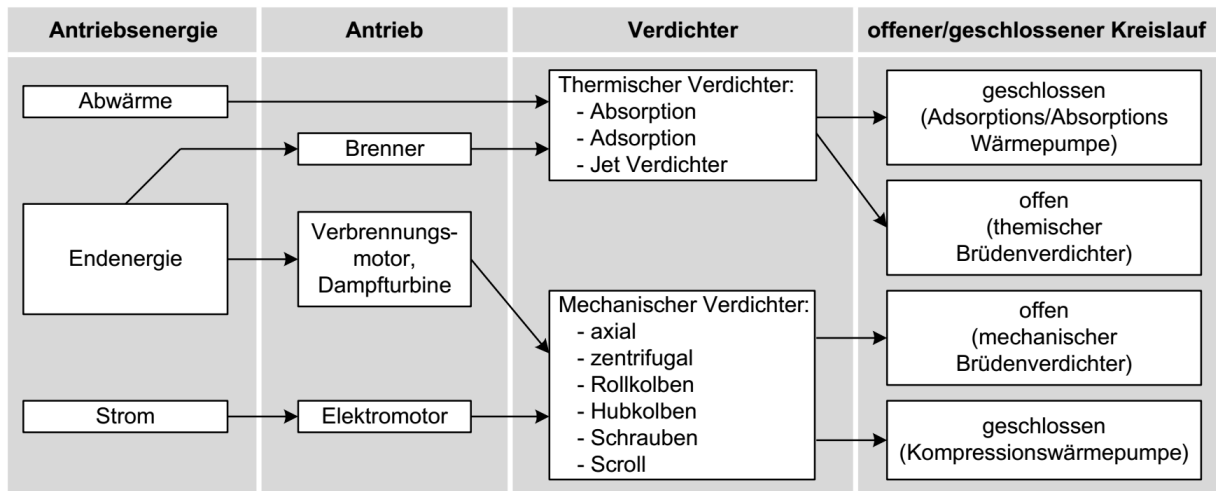 Antriebsenergie
Antrieb
Verdichter
offener/geschlossener Kreislauf
Abwärme
Endenergie
Strom
Brenner
Verbrennungs-
motor,
Dampfturbine
Elektromotor
Thermischer Verdichter:
- Absorption
- Adsorption
- Jet Verdichter
Mechanischer Verdichter:
- axial
- zentrifugal
- Rollkolben
- Hubkolben
- Schrauben
- Scroll
geschlossen
(Adsorptions/Absorptions
Wärmepumpe)
offen
(themischer
Brüdenverdichter)
offen
(mechanischer
Brüdenverdichter)
geschlossen
(Kompressionswärmepumpe)